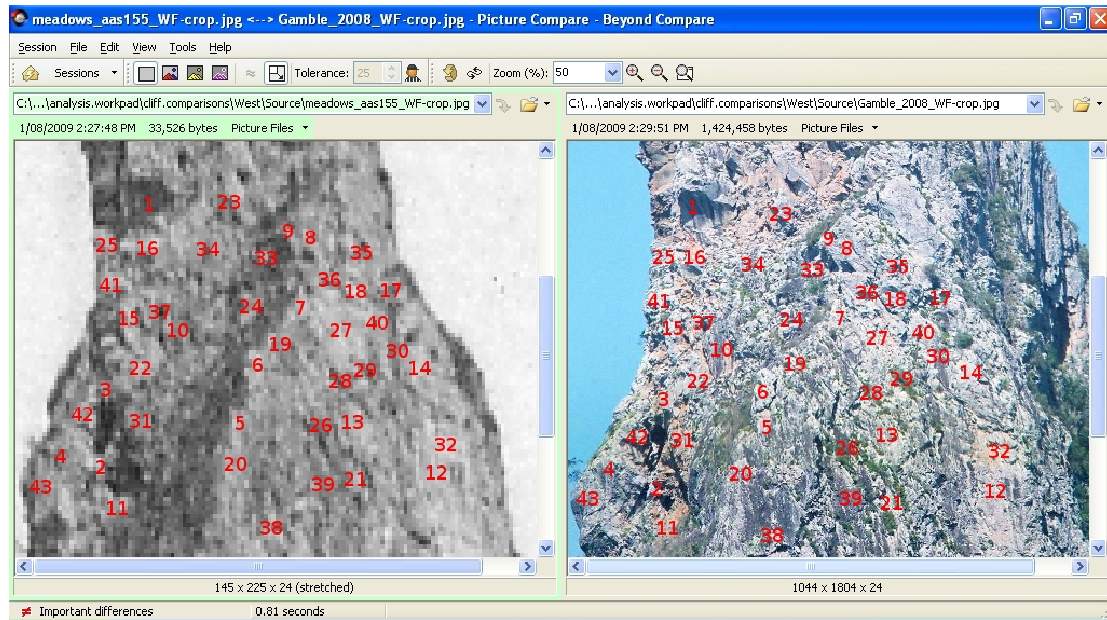 meadows_aas155_WF-crop.jpg <--> Gamble_2008_WF-crop.jpg - Picture Compare - Beyond Compare
Session File Edit View Tools Help
Sessions Tolerance: 25 Zoom (%): 50
C:\...\analysis.workpad\cliff.comparisons\West\Source\meadows_aas155_WF-crop.jpg
1/08/2009 2:27:48 PM 33,526 bytes Picture Files
1 23
9 8
25 16 34 33 35
41 36 18 17
15 37 24 7
10 27 40
19 30
22 6 28 29 14
3
42 31 5 26 13
4 2 20 32
43 39 21 12
11
38
145 x 225 x 24 (stretched)
C:\...\analysis.workpad\cliff.comparisons\West\Source\Gamble_2008_WF-crop.jpg
1/08/2009 2:29:51 PM 1,424,458 bytes Picture Files
1 23
9 8
25 16 34 33 35
41 36 18 17
15 37 24 7
10 27 40
19 30
22 6 28 29 14
3
42 31 5 26 13
4 2 20 32
43 39 21 12
11
38
1044 x 1804 x 24
Important differences 0.81 seconds